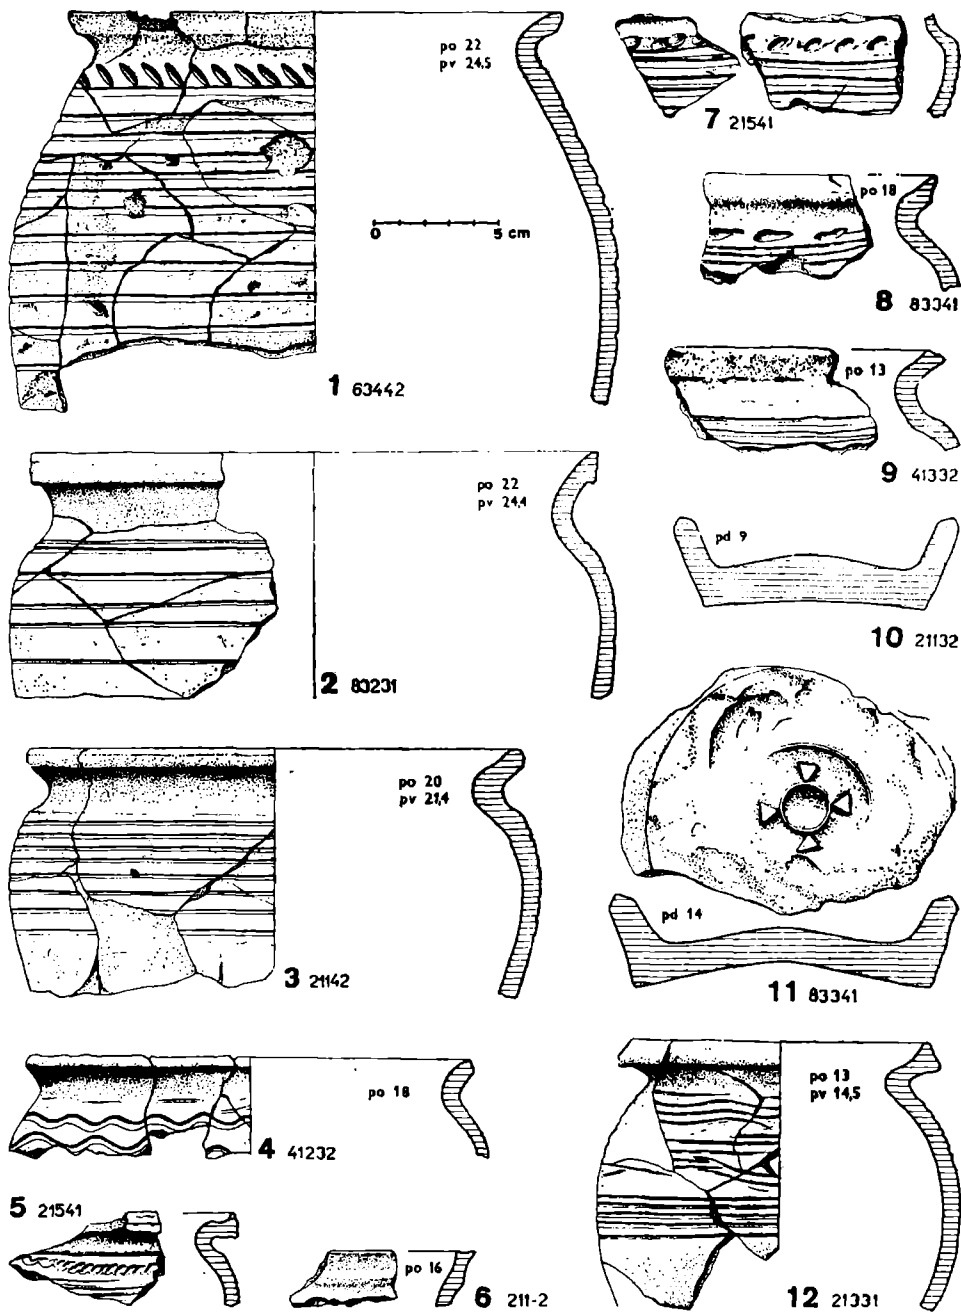 po 22
pv 24,5
0 5 cm
1 63442
po 22
pv 24,4
2 83231
po 20
pv 21,4
3 21142
po 18
4 41232
5 21541
po 16
6 211-2
7 21541
po 18
8 83341
po 13
9 41332
pd 9
10 21132
pd 14
11 83341
po 13
pv 14,5
12 21331